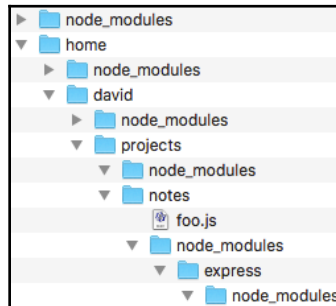 node_modules
home
node_modules
david
node_modules
projects
node_modules
notes
foo.js
node_modules
express
node_modules